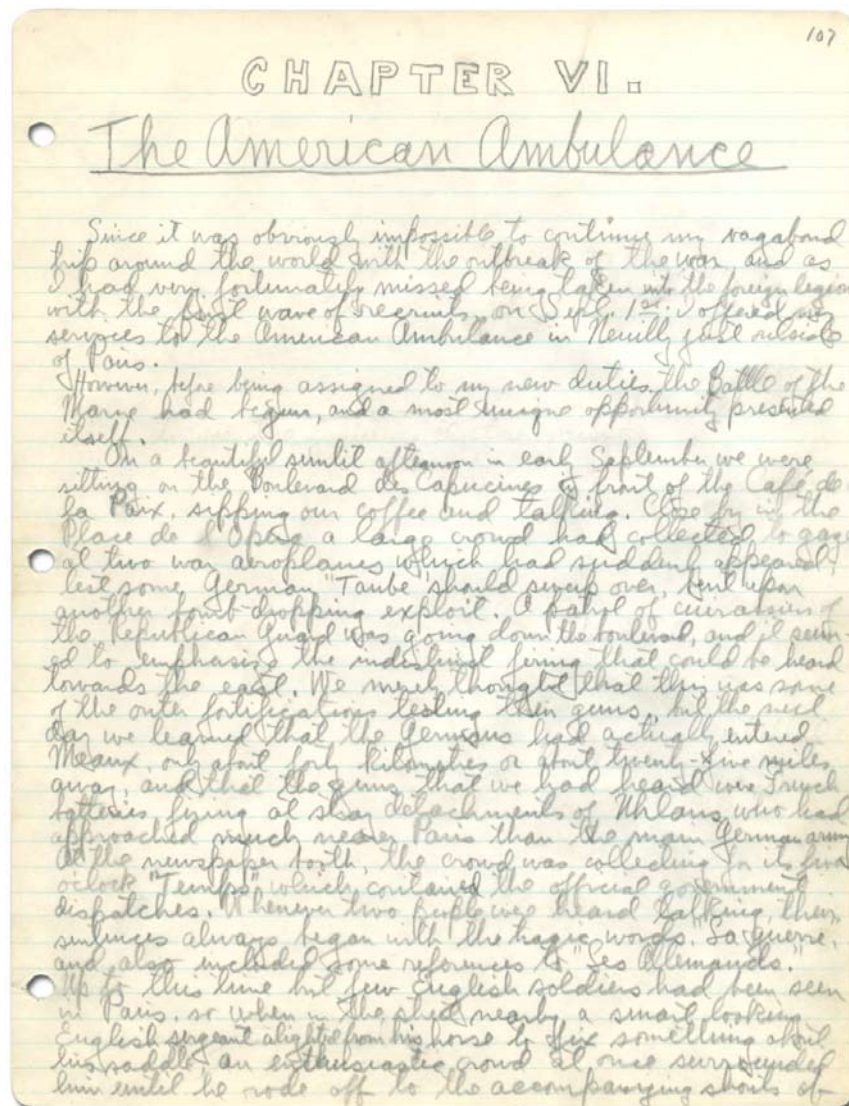 107
CHAPTER VI.
The American Ambulance
Since it was obviously impossible to continue my vagabond
trip around the world with the outbreak of the war and as
I had very fortunately missed being taken into the foreign legion
with the first wave of recruits, on Sept. 1st. I offered my
services to the American Ambulance in Neuilly just outside
of Paris.
However, before being assigned to my new duties, the Battle of the
Marne had begun, and a most unique opportunity presented
itself.
On a beautiful sunlit afternoon in early September we were
sitting on the Boulevard des Capucines in front of the Café de
la Paix, sipping our coffee and talking. Close by in the
Place de l'Opera a large crowd had collected to gaze
at two war aeroplanes which had suddenly appeared,
lest some German "Taube" should sweep over, bent upon
another bomb-dropping exploit. A patrol of cuirassiers of
the Republican Guard was going down the boulevard, and it seem-
ed to emphasize the indistinct firing that could be heard
towards the east. We merely thought that this was some
of the outer fortifications testing their guns, but the next
day we learned that the Germans had actually entered
Meaux, only about forty kilometres or about twenty-five miles
away, and that the guns that we had heard were French
batteries firing at stray detachments of Uhlans, who had
approached much nearer Paris than the main German army.
At the newspaper booth, the crowd was collecting for its five
oclock "Temps" which contained the official government
dispatches. Whenever two people were heard talking, their
sentences always began with the tragic words, "La guerre",
and also included some references to "Les Allemands."
Up to this time but few English soldiers had been seen
in Paris, so when in the street nearby a smart looking
English sergeant alighted from his horse to fix something about
his saddle, an enthusiastic crowd at once surrounded
him until he rode off to the accompanying shouts of